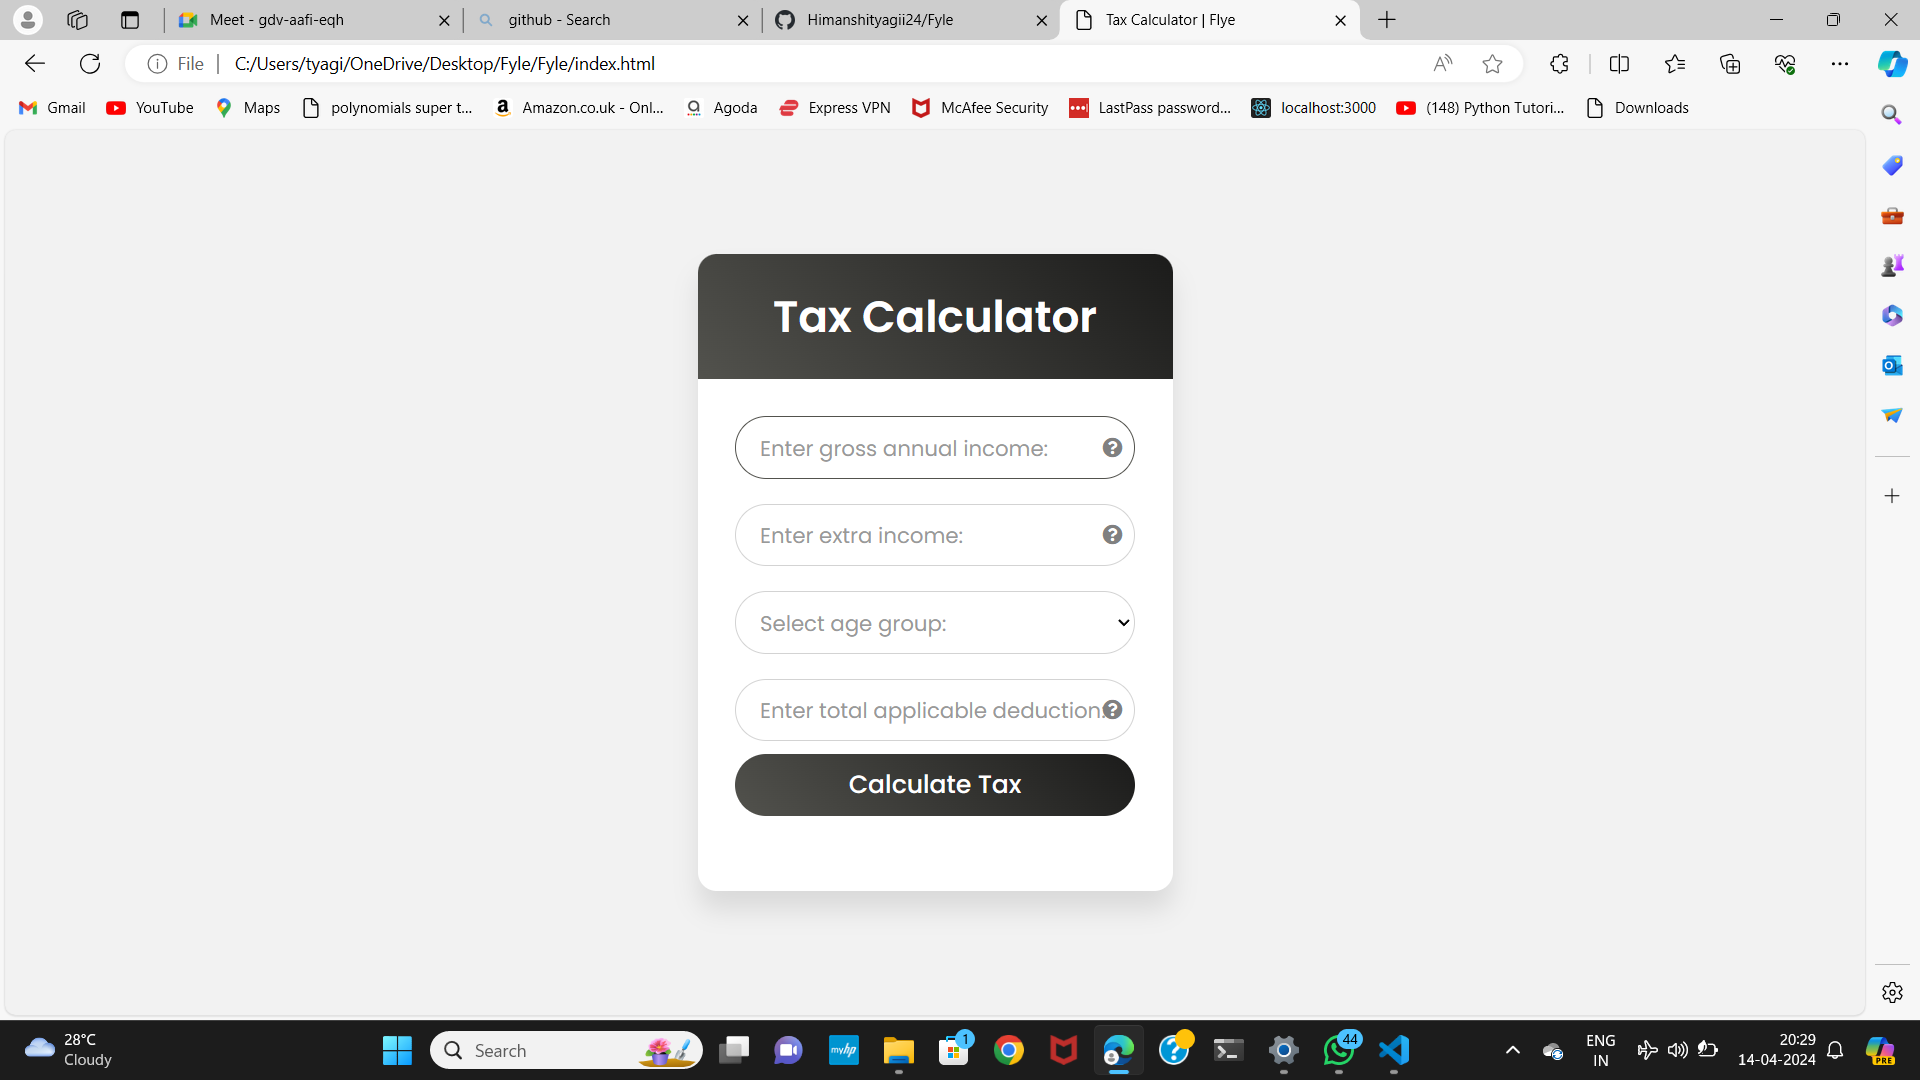 Meet - gdv-aafi-eqh
github - Search
Himanshityagii24/Fyle
Tax Calculator | Flye
File
C:/Users/tyagi/OneDrive/Desktop/Fyle/Fyle/index.html
Gmail
YouTube
Maps
polynomials super t...
Amazon.co.uk - Onl...
Agoda
Express VPN
McAfee Security
LastPass password...
localhost:3000
(148) Python Tutori...
Downloads
Tax Calculator
Enter gross annual income:
Enter extra income:
Select age group:
Enter total applicable deduction
Calculate Tax
28°C
Cloudy
Search
myhp
1
44
ENG
IN
20:29
14-04-2024
PRE